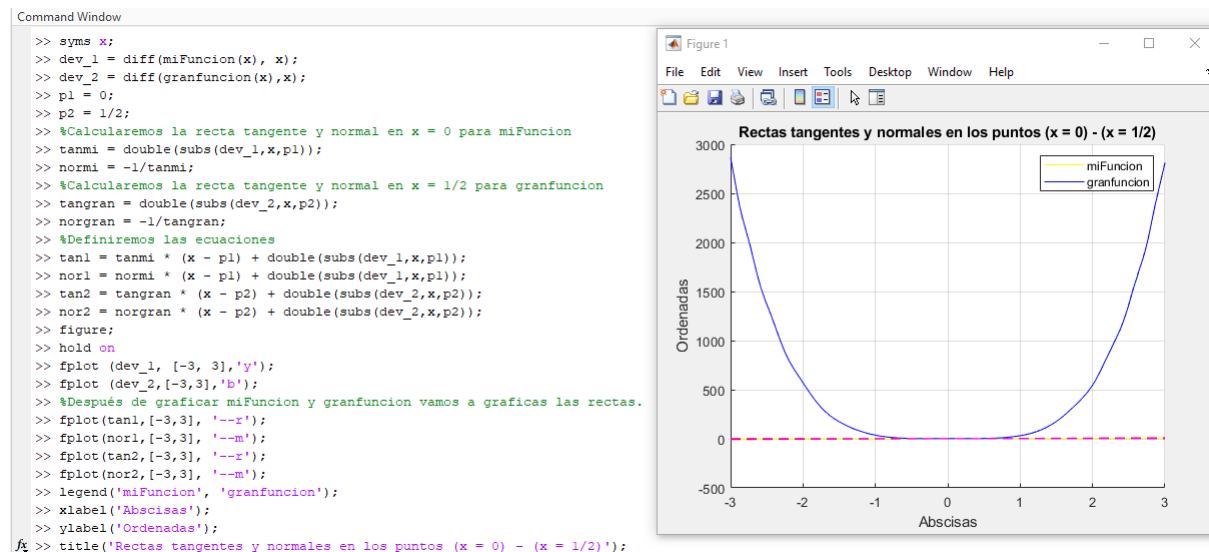 Command Window
>> syms x;
>> dev_1 = diff(miFuncion(x), x);
>> dev_2 = diff(granfuncion(x),x);
>> p1 = 0;
>> p2 = 1/2;
>> %Calcularemos la recta tangente y normal en x = 0 para miFuncion
>> tanmi = double(subs(dev_1,x,p1));
>> normi = -1/tanmi;
>> %Calcularemos la recta tangente y normal en x = 1/2 para granfuncion
>> tangran = double(subs(dev_2,x,p2));
>> norgran = -1/tangran;
>> %Definiremos las ecuaciones
>> tan1 = tanmi * (x - p1) + double(subs(dev_1,x,p1));
>> nor1 = normi * (x - p1) + double(subs(dev_1,x,p1));
>> tan2 = tangran * (x - p2) + double(subs(dev_2,x,p2));
>> nor2 = norgran * (x - p2) + double(subs(dev_2,x,p2));
>> figure;
>> hold on
>> fplot (dev_1, [-3, 3],'y');
>> fplot (dev_2,[-3,3],'b');
>> %Después de graficar miFuncion y granfuncion vamos a graficas las rectas.
>> fplot(tan1,[-3,3], '--r');
>> fplot(nor1,[-3,3], '--m');
>> fplot(tan2,[-3,3], '--r');
>> fplot(nor2,[-3,3], '--m');
>> legend('miFuncion', 'granfuncion');
>> xlabel('Abscisas');
>> ylabel('Ordenadas');
fx >> title('Rectas tangentes y normales en los puntos (x = 0) - (x = 1/2)');
Figure 1
File Edit View Insert Tools Desktop Window Help
Rectas tangentes y normales en los puntos (x = 0) - (x = 1/2)
miFuncion
granfuncion
3000
2500
2000
1500
1000
500
0
-500
Ordenadas
-3 -2 -1 0 1 2 3
Abscisas